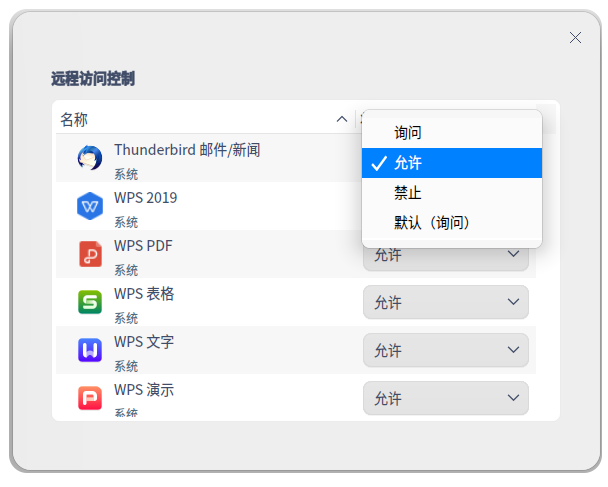 远程访问控制
名称
询问
允许
禁止
默认（询问）
Thunderbird 邮件/新闻
系统
WPS 2019
系统
WPS PDF
系统
允许
WPS 表格
系统
允许
WPS 文字
系统
允许
WPS 演示
系统
允许